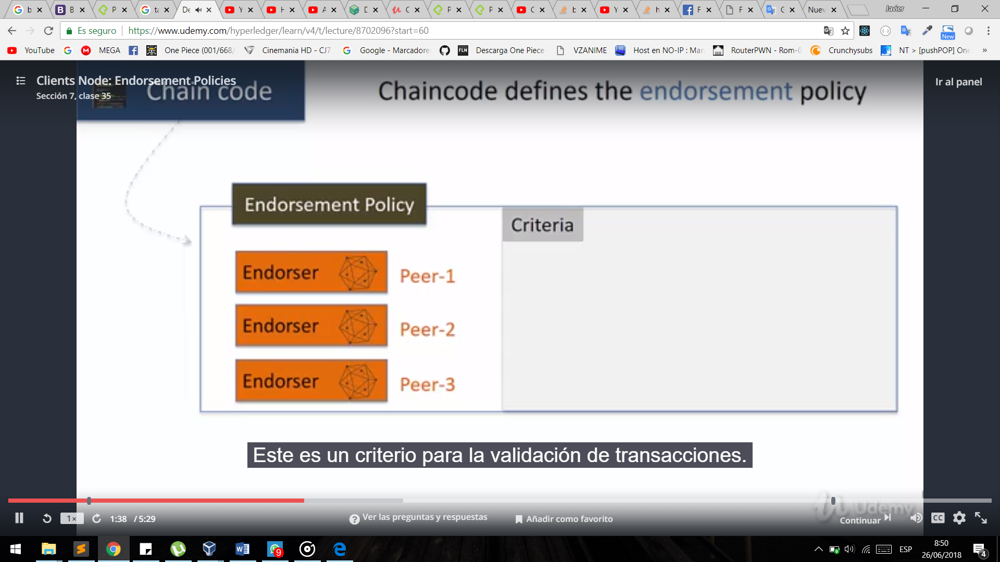 b
B
P
ta
De
Y
H
A
D
C
P
P
C
b
Y
h
F
F
G
Nuev
Javier
Es seguro
https://www.udemy.com/hyperledger/learn/v4/t/lecture/8702096?start=60
New
YouTube
MEGA
One Piece (001/668/
Cinemania HD - CJ7
Google - Marcadore
FLN
Descarga One Piece
VZANIME
Host en NO-IP : Man
RouterPWN - Rom-0
Crunchysubs
NT > [pushPOP] One
»
Clients Node: Endorsement Policies
Sección 7, clase 35
Ir al panel
Chain code
Chaincode defines the endorsement policy
Endorsement Policy
Criteria
Endorser
Peer-1
Endorser
Peer-2
Endorser
Peer-3
Este es un criterio para la validación de transacciones.
Udemy
1×
1:38 / 5:29
Ver las preguntas y respuestas
Añadir como favorito
Continuar
CC
9
ESP
8:50
26/06/2018
4